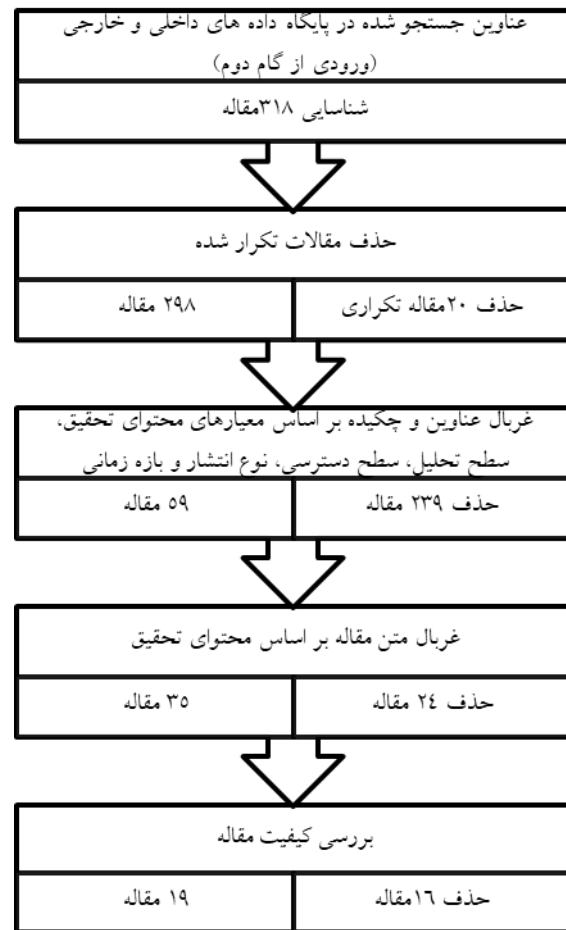 عناوین جستجو شده در پایگاه داده های داخلی و خارجی
(ورودی از گام دوم)
شناسایی ۳۱۸مقاله
حذف مقالات تکرار شده
حذف ۲۰مقاله تکراری
۲۹۸ مقاله
غربال عناوین و چکیده بر اساس معیارهای محتوای تحقیق،
سطح تحلیل، سطح دسترسی، نوع انتشار و بازه زمانی
حذف ۲۳۹ مقاله
۵۹ مقاله
غربال متن مقاله بر اساس محتوای تحقیق
حذف ۲٤ مقاله
۳٥ مقاله
بررسی کیفیت مقاله
حذف ۱٦مقاله
۱۹ مقاله